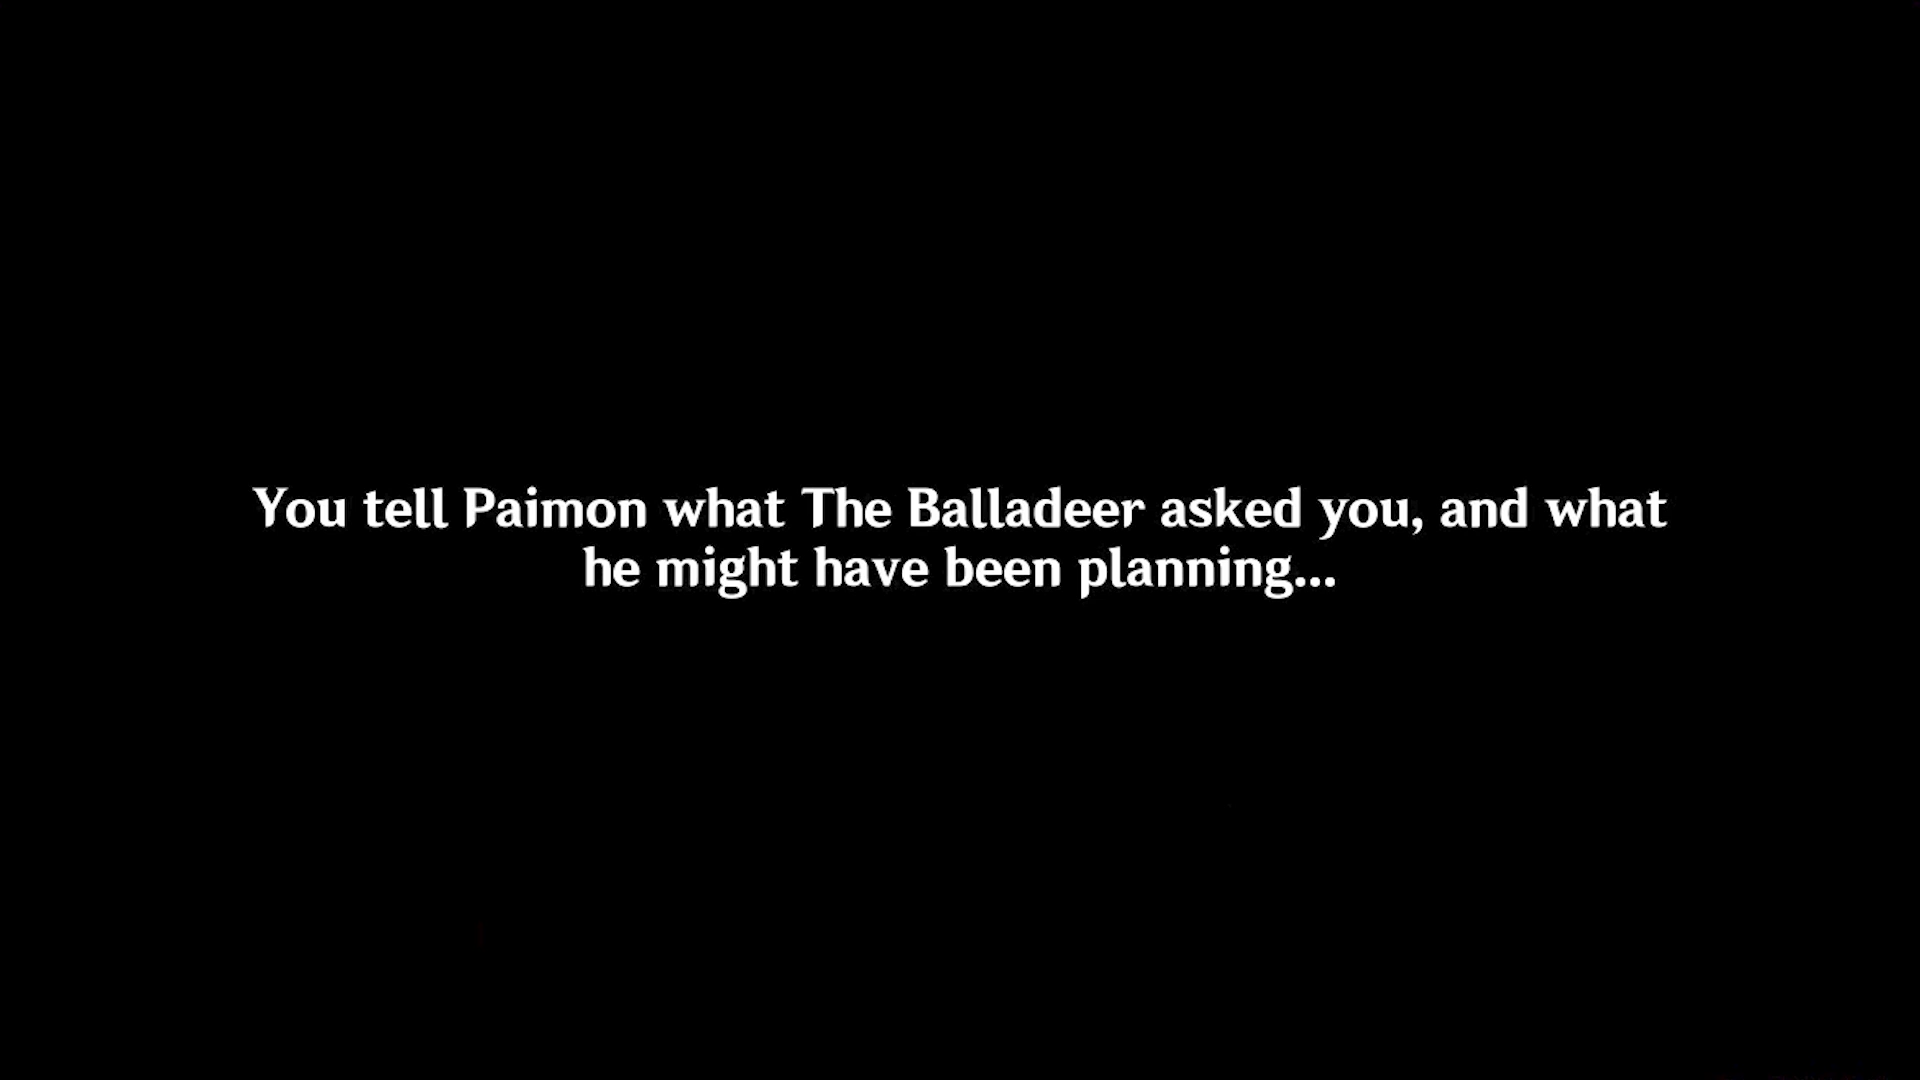 You tell Paimon what The Balladeer asked you, and what
he might have been planning...